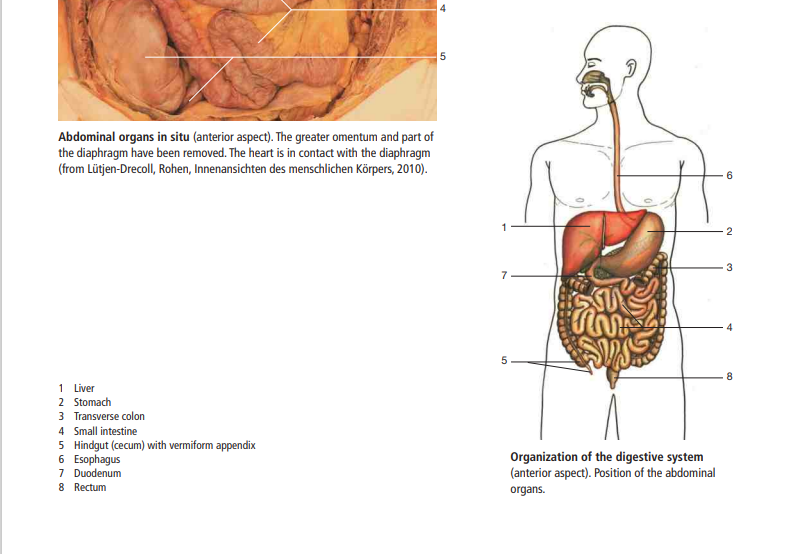 4
5
Abdominal organs in situ (anterior aspect). The greater omentum and part of
the diaphragm have been removed. The heart is in contact with the diaphragm
(from Lütjen-Drecoll, Rohen, Innenansichten des menschlichen Körpers, 2010).
6
1
2
3
7
4
5
8
1 Liver
2 Stomach
3 Transverse colon
4 Small intestine
5 Hindgut (cecum) with vermiform appendix
6 Esophagus
7 Duodenum
8 Rectum
Organization of the digestive system
(anterior aspect). Position of the abdominal
organs.